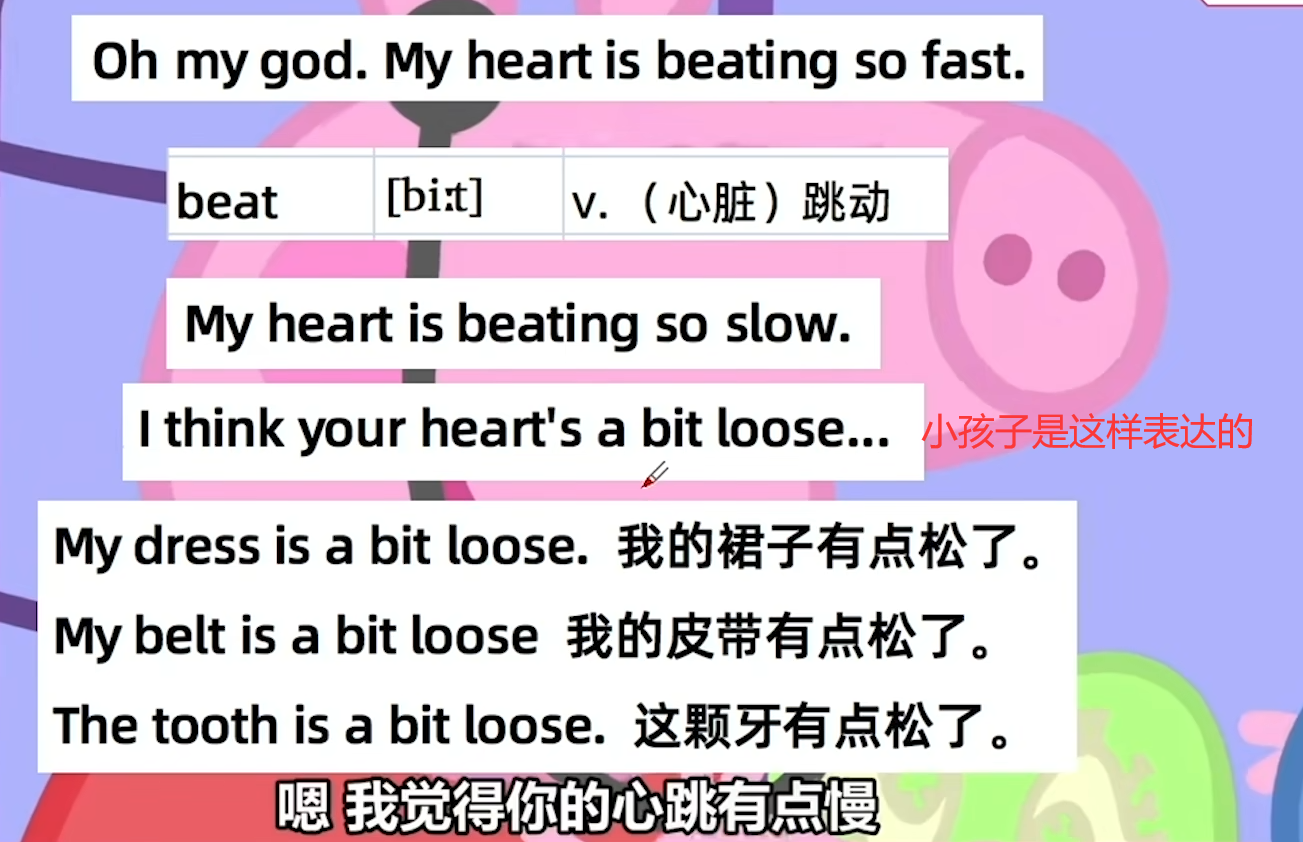 Oh my god. My heart is beating so fast.
beat [bi:t] v.（心脏）跳动
My heart is beating so slow.
I think your heart's a bit loose... 小孩子是这样表达的
My dress is a bit loose. 我的裙子有点松了。
My belt is a bit loose 我的皮带有点松了。
The tooth is a bit loose. 这颗牙有点松了。
嗯 我觉得你的心跳有点慢